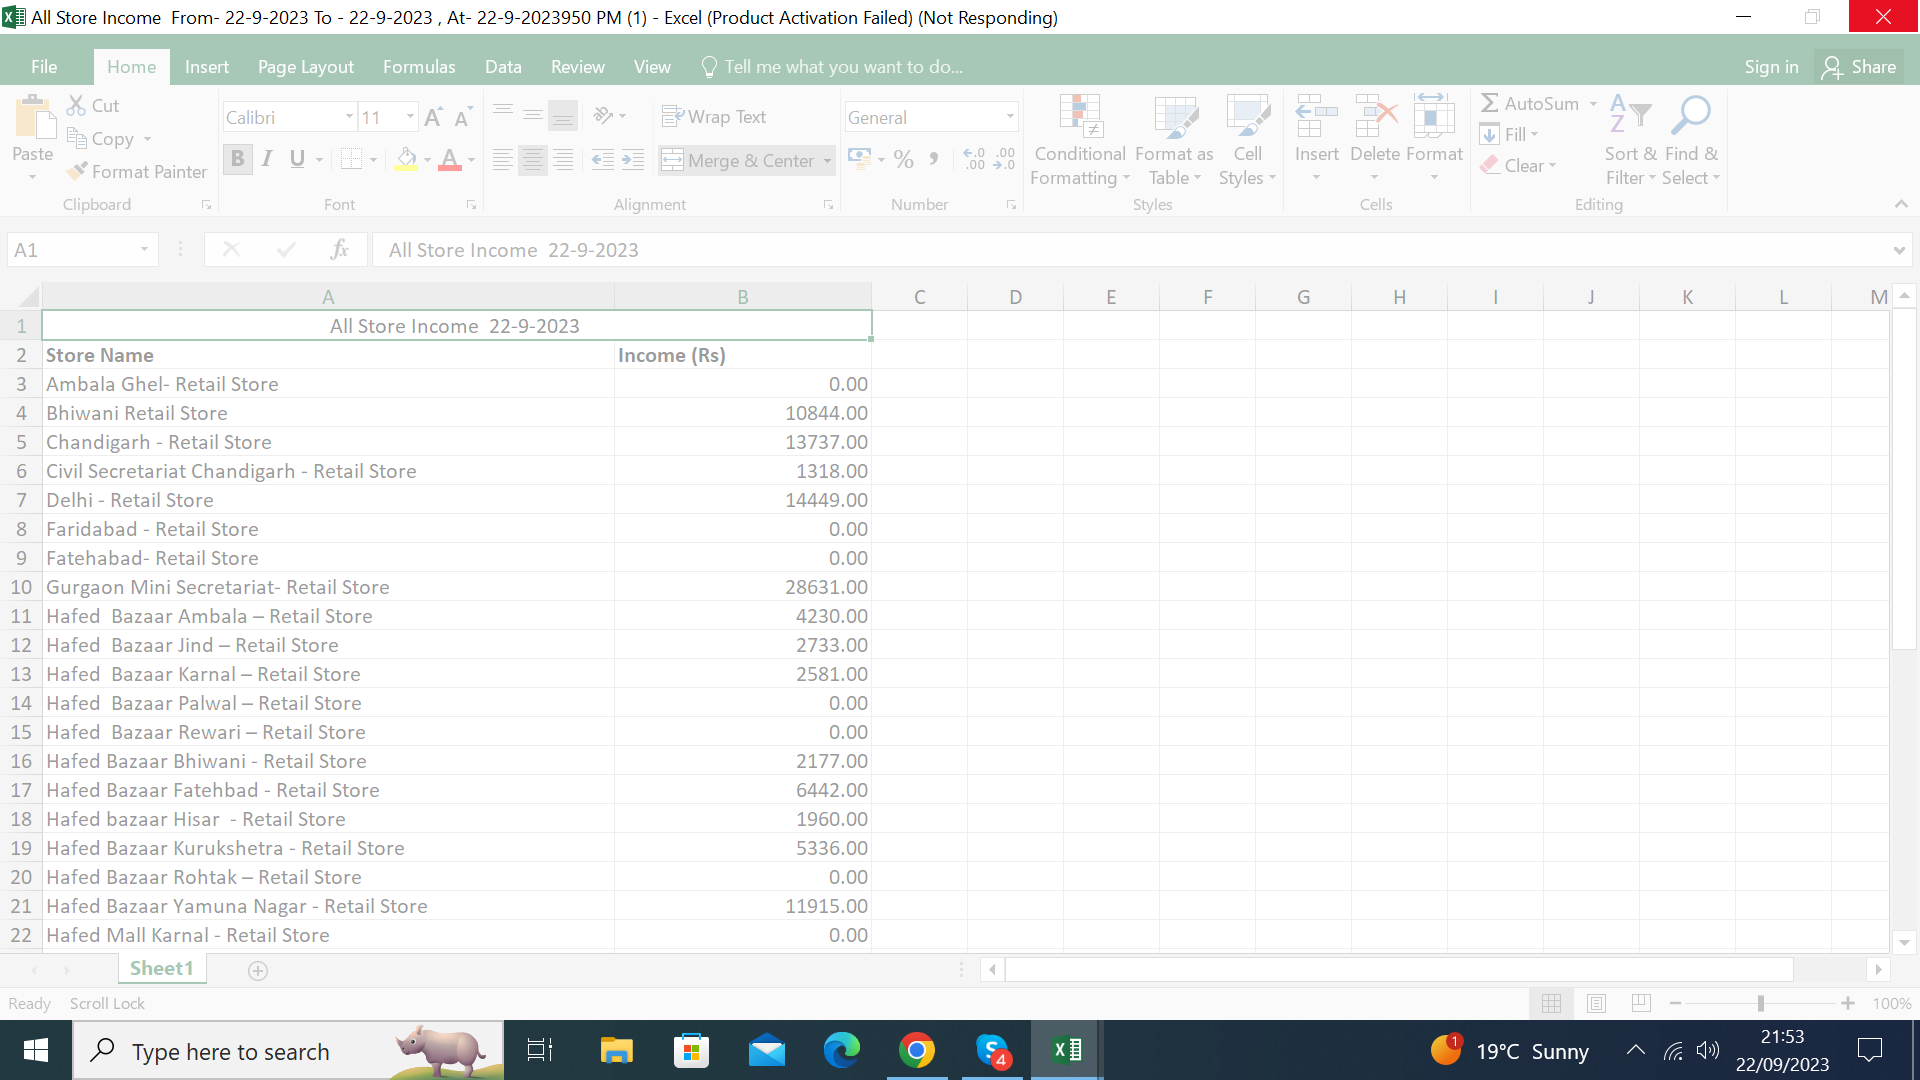 All Store Income  From- 22-9-2023 To - 22-9-2023 , At- 22-9-2023950 PM (1) - Excel (Product Activation Failed) (Not Responding)
File Home Insert Page Layout Formulas Data Review View Tell me what you want to do... Sign in Share
Paste
Cut
Copy
Format Painter
Clipboard
Calibri 11
B I U
Font
Wrap Text
Merge & Center
Alignment
General
% ,
Number
Conditional Formatting
Format as Table
Cell Styles
Styles
Insert Delete Format
Cells
AutoSum
Fill
Clear
Sort & Filter
Find & Select
Editing
A1 fx All Store Income  22-9-2023
A B C D E F G H I J K L M
1 All Store Income  22-9-2023
2 Store Name Income (Rs)
3 Ambala Ghel- Retail Store 0.00
4 Bhiwani Retail Store 10844.00
5 Chandigarh - Retail Store 13737.00
6 Civil Secretariat Chandigarh - Retail Store 1318.00
7 Delhi - Retail Store 14449.00
8 Faridabad - Retail Store 0.00
9 Fatehabad- Retail Store 0.00
10 Gurgaon Mini Secretariat- Retail Store 28631.00
11 Hafed  Bazaar Ambala – Retail Store 4230.00
12 Hafed  Bazaar Jind – Retail Store 2733.00
13 Hafed  Bazaar Karnal – Retail Store 2581.00
14 Hafed  Bazaar Palwal – Retail Store 0.00
15 Hafed  Bazaar Rewari – Retail Store 0.00
16 Hafed Bazaar Bhiwani - Retail Store 2177.00
17 Hafed Bazaar Fatehbad - Retail Store 6442.00
18 Hafed bazaar Hisar  - Retail Store 1960.00
19 Hafed Bazaar Kurukshetra - Retail Store 5336.00
20 Hafed Bazaar Rohtak – Retail Store 0.00
21 Hafed Bazaar Yamuna Nagar - Retail Store 11915.00
22 Hafed Mall Karnal - Retail Store 0.00
Sheet1
Ready Scroll Lock 100%
Type here to search
4
1
19°C Sunny
21:53
22/09/2023